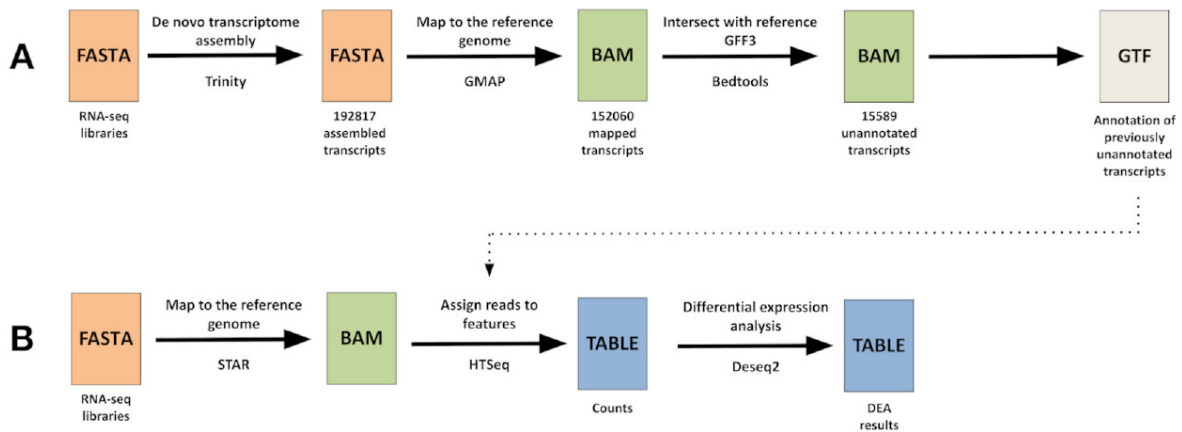 A
FASTA
RNA-seq
libraries
De novo transcriptome
assembly
Trinity
FASTA
192817
assembled
transcripts
Map to the reference
genome
GMAP
BAM
152060
mapped
transcripts
Intersect with reference
GFF3
Bedtools
BAM
15589
unannotated
transcripts
GTF
Annotation of
previously
unannotated
transcripts
B
FASTA
RNA-seq
libraries
Map to the reference
genome
STAR
BAM
Assign reads to
features
HTSeq
TABLE
Counts
Differential expression
analysis
Deseq2
TABLE
DEA
results